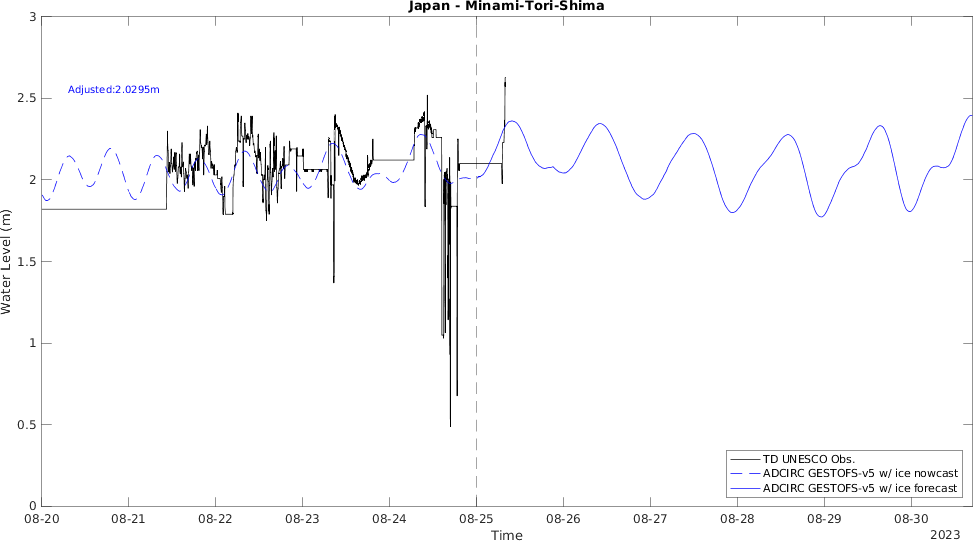 Japan - Minami-Tori-Shima
3
Adjusted:2.0295m
2.5
2
1.5
1
0.5
0
Water Level (m)
TD UNESCO Obs.
ADCIRC GESTOFS-v5 w/ ice nowcast
ADCIRC GESTOFS-v5 w/ ice forecast
08-20 08-21 08-22 08-23 08-24 08-25 08-26 08-27 08-28 08-29 08-30
Time 2023